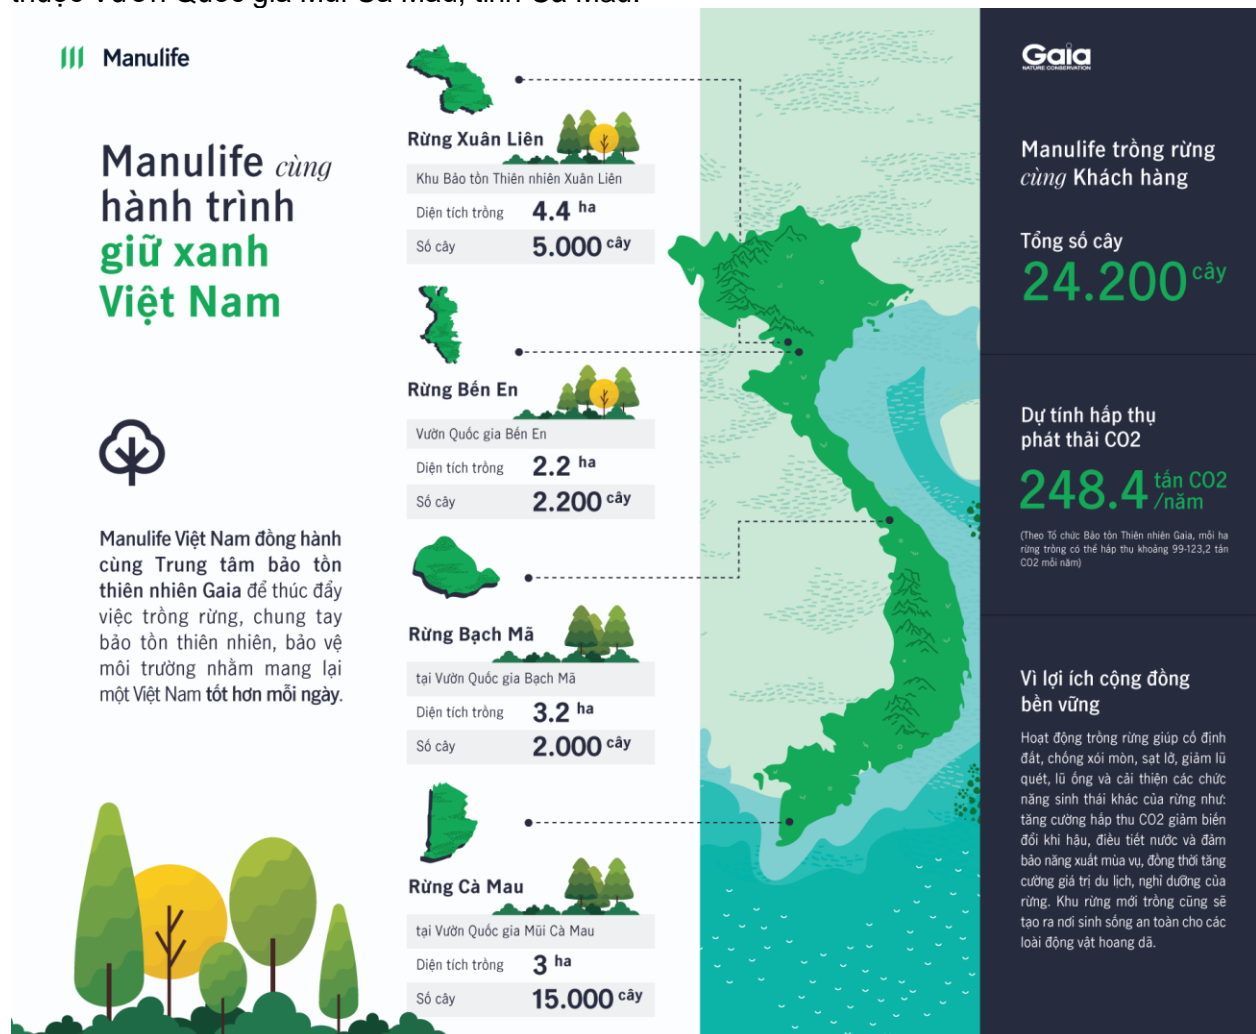 thuộc Vườn Quốc gia Mũi Cà Mau, tỉnh Cà Mau.
Manulife
Manulife cùng
hành trình
giữ xanh
Việt Nam
Manulife Việt Nam đồng hành
cùng Trung tâm bảo tồn
thiên nhiên Gaia để thúc đẩy
việc trồng rừng, chung tay
bảo tồn thiên nhiên, bảo vệ
môi trường nhằm mang lại
một Việt Nam tốt hơn mỗi ngày.
Rừng Xuân Liên
Khu Bảo tồn Thiên nhiên Xuân Liên
Diện tích trồng 4.4 ha
Số cây 5.000 cây
Rừng Bến En
Vườn Quốc gia Bến En
Diện tích trồng 2.2 ha
Số cây 2.200 cây
Rừng Bạch Mã
tại Vườn Quốc gia Bạch Mã
Diện tích trồng 3.2 ha
Số cây 2.000 cây
Rừng Cà Mau
tại Vườn Quốc gia Mũi Cà Mau
Diện tích trồng 3 ha
Số cây 15.000 cây
Gaia
NATURE CONSERVATION
Manulife trồng rừng
cùng Khách hàng
Tổng số cây
24.200 cây
Dự tính hấp thụ
phát thải CO2
248.4 tấn CO2
/năm
(Theo Tổ chức Bảo tồn Thiên nhiên Gaia, mỗi ha
rừng trồng có thể hấp thụ khoảng 99-123,2 tấn
CO2 mỗi năm)
Vì lợi ích cộng đồng
bền vững
Hoạt động trồng rừng giúp cố định
đất, chống xói mòn, sạt lở, giảm lũ
quét, lũ ống và cải thiện các chức
năng sinh thái khác của rừng như:
tăng cường hấp thu CO2 giảm biến
đổi khi hậu, điều tiết nước và đảm
bảo năng xuất mùa vụ, đồng thời tăng
cường giá trị du lịch, nghỉ dưỡng của
rừng. Khu rừng mới trồng cũng sẽ
tạo ra nơi sinh sống an toàn cho các
loài động vật hoang dã.